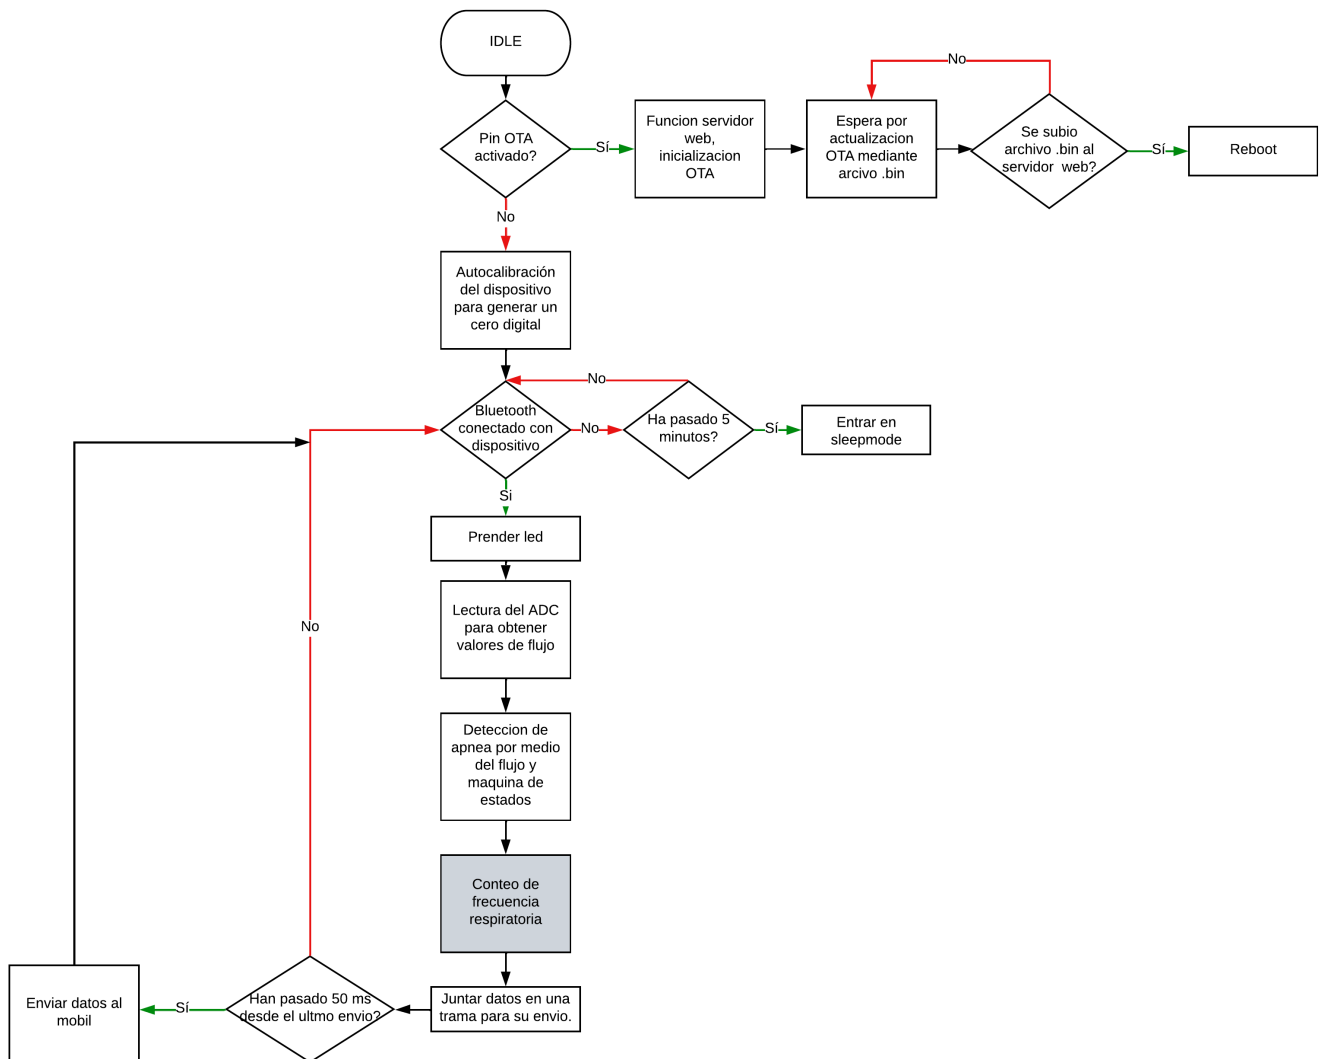 IDLE
No
Pin OTA
activado?
Sí
Funcion servidor
web,
inicializacion
OTA
Espera por
actualizacion
OTA mediante
arcivo .bin
Se subio
archivo .bin al
servidor web?
Sí
Reboot
No
Autocalibración
del dispositivo
para generar un
cero digital
No
Bluetooth
conectado con
dispositivo
No
Ha pasado 5
minutos?
Sí
Entrar en
sleepmode
Si
Prender led
Lectura del ADC
para obtener
valores de flujo
No
Deteccion de
apnea por medio
del flujo y
maquina de
estados
Conteo de
frecuencia
respiratoria
Juntar datos en una
trama para su envio.
Han pasado 50 ms
desde el ultmo envio?
Sí
Enviar datos al
mobil